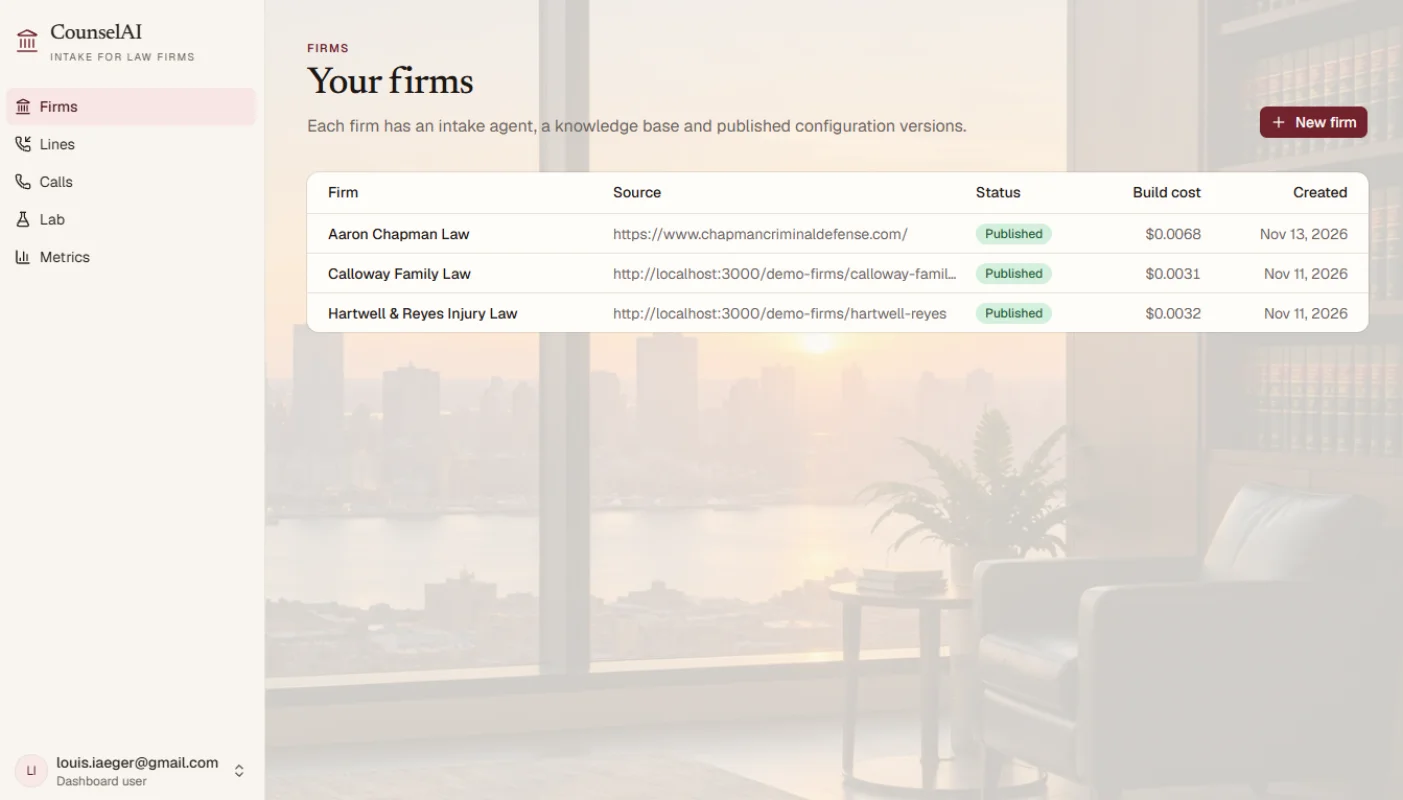 CounselAI
INTAKE FOR LAW FIRMS
Firms
Lines
Calls
Lab
Metrics
LI
louis.iaeger@gmail.com
Dashboard user
FIRMS
Your firms
Each firm has an intake agent, a knowledge base and published configuration versions.
+ New firm
Firm Source Status Build cost Created
Aaron Chapman Law https://www.chapmancriminaldefense.com/ Published $0.0068 Nov 13, 2026
Calloway Family Law http://localhost:3000/demo-firms/calloway-famil… Published $0.0031 Nov 11, 2026
Hartwell & Reyes Injury Law http://localhost:3000/demo-firms/hartwell-reyes Published $0.0032 Nov 11, 2026